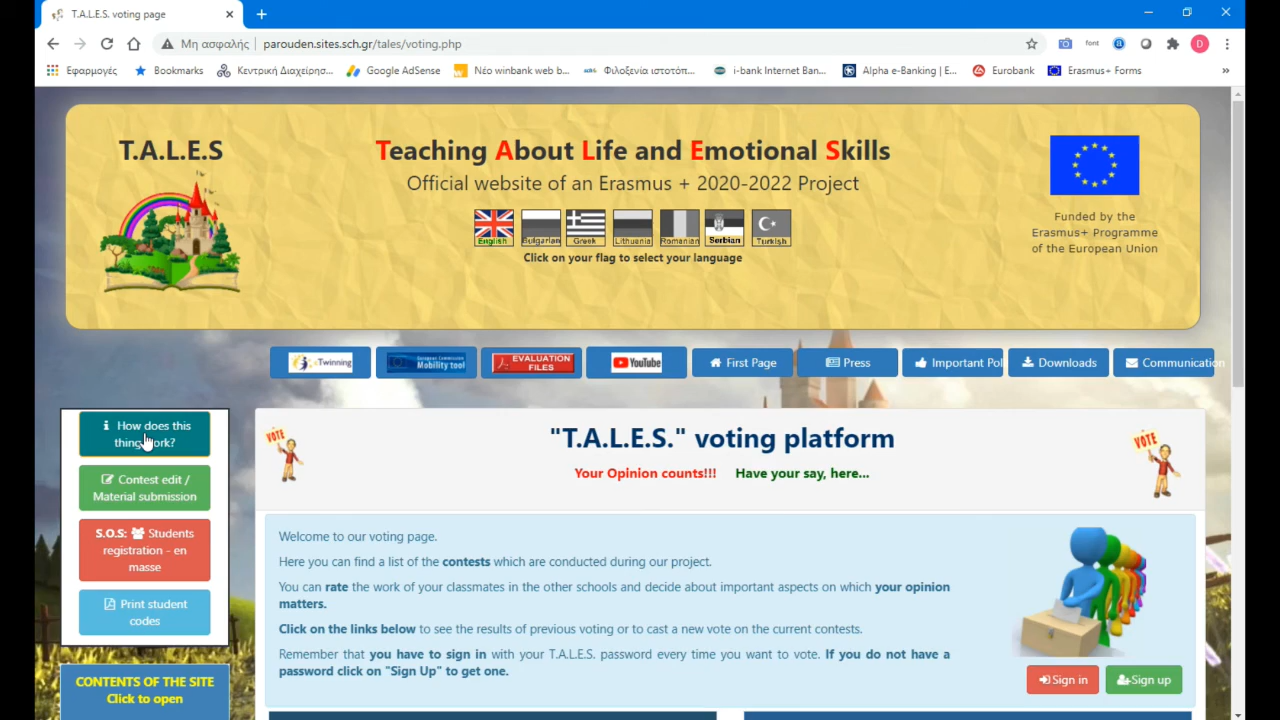 T.A.L.E.S. voting page
Μη ασφαλής
parouden.sites.sch.gr/tales/voting.php
font
D
Εφαρμογές
Bookmarks
Κεντρική Διαχείρισ...
Google AdSense
Νέο winbank web b...
Φιλοξενία ιστοτόπ...
i-bank Internet Ban...
Alpha e-Banking | E...
Eurobank
Erasmus+ Forms
»
T.A.L.E.S
Teaching About Life and Emotional Skills
Official website of an Erasmus + 2020-2022 Project
English
Bulgarian
Greek
Lithuania
Romanian
Serbian
Turkish
Click on your flag to select your language
Funded by the
Erasmus+ Programme
of the European Union
eTwinning
European Commission
Mobility tool
EVALUATION
FILES
YouTube
First Page
Press
Important Pol
Downloads
Communication
How does this
thing work?
Contest edit /
Material submission
S.O.S: Students
registration - en
masse
Print student
codes
CONTENTS OF THE SITE
Click to open
VOTE
"T.A.L.E.S." voting platform
Your Opinion counts!!! Have your say, here...
VOTE
Welcome to our voting page.
Here you can find a list of the contests which are conducted during our project.
You can rate the work of your classmates in the other schools and decide about important aspects on which your opinion
matters.
Click on the links below to see the results of previous voting or to cast a new vote on the current contests.
Remember that you have to sign in with your T.A.L.E.S. password every time you want to vote. If you do not have a
password click on "Sign Up" to get one.
Sign in
Sign up